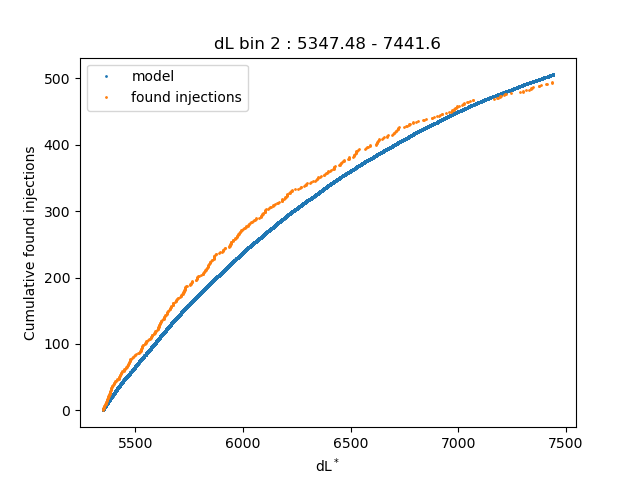 dL bin 2 : 5347.48 - 7441.6
model
found injections
500
400
300
200
100
0
Cumulative found injections
5500 6000 6500 7000 7500
dL*